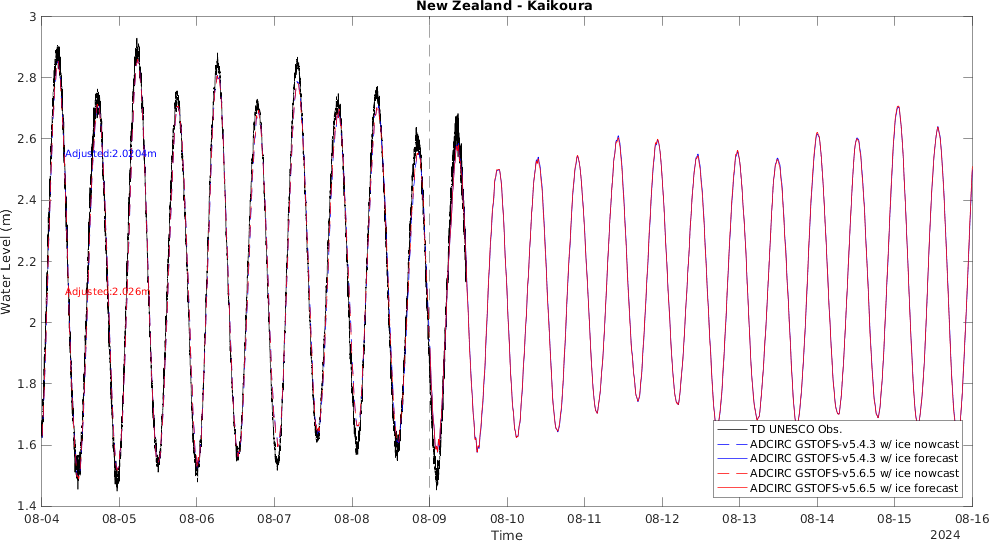 New Zealand - Kaikoura
3
2.8
2.6
2.4
2.2
2
1.8
1.6
1.4
Water Level (m)
Adjusted:2.0204m
Adjusted:2.026m
TD UNESCO Obs.
ADCIRC GSTOFS-v5.4.3 w/ ice nowcast
ADCIRC GSTOFS-v5.4.3 w/ ice forecast
ADCIRC GSTOFS-v5.6.5 w/ ice nowcast
ADCIRC GSTOFS-v5.6.5 w/ ice forecast
08-04 08-05 08-06 08-07 08-08 08-09 08-10 08-11 08-12 08-13 08-14 08-15 08-16
Time
2024